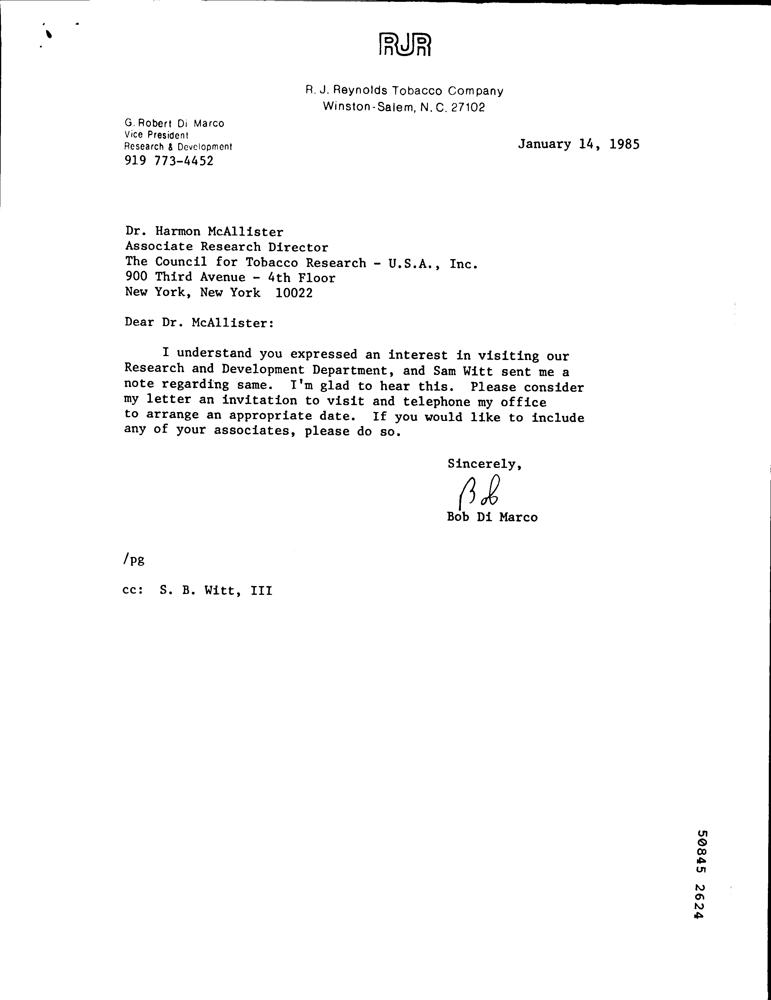 RJR
R. J. Reynolds Tobacco Company
Winston-Salem, N. C. 27102
G. Robert Di Marco
Vice President
Research & Development
919 773-4452
January 14, 1985
Dr. Harmon McAllister
Associate Research Director
The Council for Tobacco Research - U.S.A., Inc.
900 Third Avenue - 4th Floor
New York, New York 10022
Dear Dr. McAllister:
I understand you expressed an interest in visiting our
Research and Development Department, and Sam Witt sent me a
note regarding same. I'm glad to hear this. Please consider
my letter an invitation to visit and telephone my office
to arrange an appropriate date. If you would like to include
any of your associates, please do so.
Sincerely,
Bob
Bob Di Marco
/pg
cc: S. B. Witt, III
50845 2624